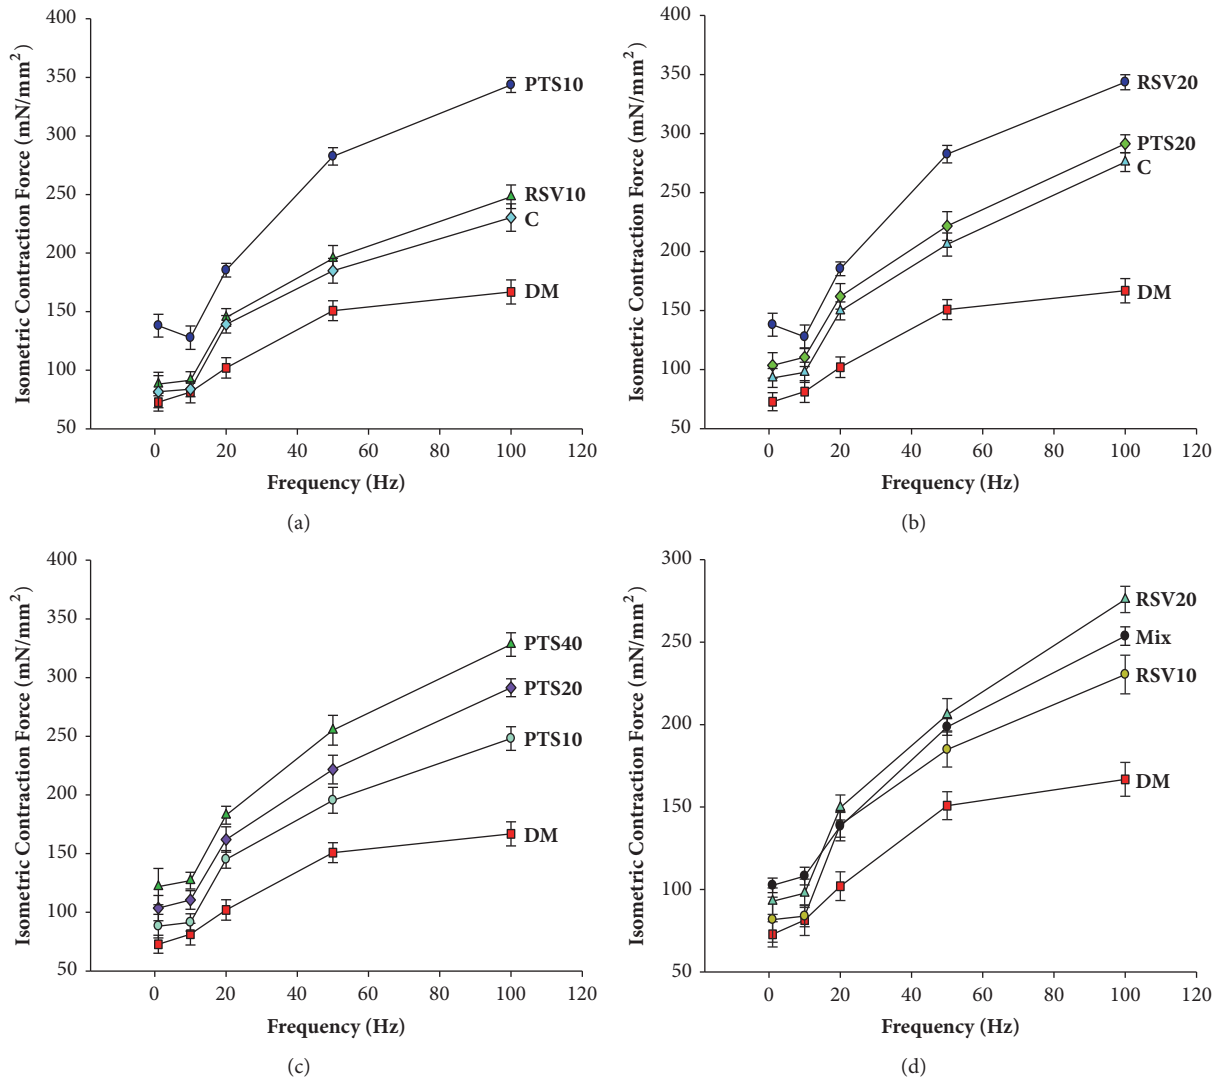 400
350
300
250
200
150
100
50
Isometric Contraction Force (mN/mm²)
PTS10
RSV10
C
DM
0 20 40 60 80 100 120
Frequency (Hz)
(a)
400
350
300
250
200
150
100
50
Isometric Contraction Force (mN/mm²)
RSV20
PTS20
C
DM
0 20 40 60 80 100 120
Frequency (Hz)
(b)
400
350
300
250
200
150
100
50
Isometric Contraction Force (mN/mm²)
PTS40
PTS20
PTS10
DM
0 20 40 60 80 100 120
Frequency (Hz)
(c)
300
250
200
150
100
50
Isometric Contraction Force (mN/mm²)
RSV20
Mix
RSV10
DM
0 20 40 60 80 100 120
Frequency (Hz)
(d)